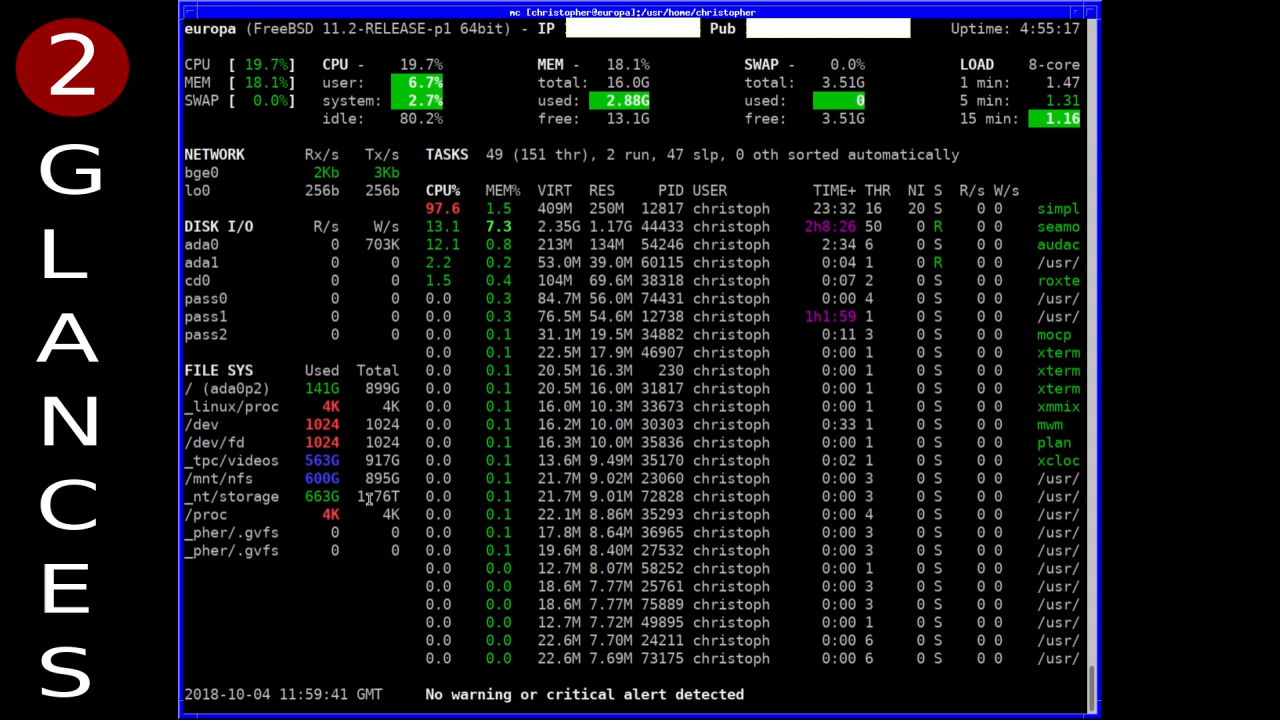 2
GLANCES
mc [christopher@europa]:/usr/home/christopher
europa (FreeBSD 11.2-RELEASE-p1 64bit) - IP Pub Uptime: 4:55:17
CPU [ 19.7%] CPU - 19.7% MEM - 18.1% SWAP - 0.0% LOAD 8-core
MEM [ 18.1%] user: 6.7% total: 16.0G total: 3.51G 1 min: 1.47
SWAP [ 0.0%] system: 2.7% used: 2.88G used: 0 5 min: 1.31
idle: 80.2% free: 13.1G free: 3.51G 15 min: 1.16
NETWORK Rx/s Tx/s TASKS 49 (151 thr), 2 run, 47 slp, 0 oth sorted automatically
bge0 2Kb 3Kb
lo0 256b 256b CPU% MEM% VIRT RES PID USER TIME+ THR NI S R/s W/s
97.6 1.5 409M 250M 12817 christoph 23:32 16 20 S 0 0 simpl
DISK I/O R/s W/s 13.1 7.3 2.35G 1.17G 44433 christoph 2h8:26 50 0 R 0 0 seamo
ada0 0 703K 12.1 0.8 213M 134M 54246 christoph 2:34 6 0 S 0 0 audac
ada1 0 0 2.2 0.2 53.0M 39.0M 60115 christoph 0:04 1 0 R 0 0 /usr/
cd0 0 0 1.5 0.4 104M 69.6M 38318 christoph 0:07 2 0 S 0 0 roxte
pass0 0 0 0.0 0.3 84.7M 56.0M 74431 christoph 0:00 4 0 S 0 0 /usr/
pass1 0 0 0.0 0.3 76.5M 54.6M 12738 christoph 1h1:59 1 0 S 0 0 /usr/
pass2 0 0 0.0 0.1 31.1M 19.5M 34882 christoph 0:11 3 0 S 0 0 mocp
0.0 0.1 22.5M 17.9M 46907 christoph 0:00 1 0 S 0 0 xterm
FILE SYS Used Total 0.0 0.1 20.5M 16.3M 230 christoph 0:00 1 0 S 0 0 xterm
/ (ada0p2) 141G 899G 0.0 0.1 20.5M 16.0M 31817 christoph 0:00 1 0 S 0 0 xterm
_linux/proc 4K 4K 0.0 0.1 16.0M 10.3M 33673 christoph 0:00 1 0 S 0 0 xmmix
/dev 1024 1024 0.0 0.1 16.2M 10.0M 30303 christoph 0:33 1 0 S 0 0 mwm
/dev/fd 1024 1024 0.0 0.1 16.3M 10.0M 35836 christoph 0:00 1 0 S 0 0 plan
_tpc/videos 563G 917G 0.0 0.1 13.6M 9.49M 35170 christoph 0:02 1 0 S 0 0 xcloc
/mnt/nfs 600G 895G 0.0 0.1 21.7M 9.02M 23060 christoph 0:00 3 0 S 0 0 /usr/
_nt/storage 663G 0.0 0.1 21.7M 9.01M 72828 christoph 0:00 3 0 S 0 0 /usr/
/proc 4K 4K 0.0 0.1 22.1M 8.86M 35293 christoph 0:00 4 0 S 0 0 /usr/
_pher/.gvfs 0 0 0.0 0.1 17.8M 8.64M 36965 christoph 0:00 3 0 S 0 0 /usr/
_pher/.gvfs 0 0 0.0 0.1 19.6M 8.40M 27532 christoph 0:00 3 0 S 0 0 /usr/
0.0 0.0 12.7M 8.07M 58252 christoph 0:00 1 0 S 0 0 /usr/
0.0 0.0 18.6M 7.77M 25761 christoph 0:00 3 0 S 0 0 /usr/
0.0 0.0 18.6M 7.77M 75889 christoph 0:00 3 0 S 0 0 /usr/
0.0 0.0 12.7M 7.72M 49895 christoph 0:00 1 0 S 0 0 /usr/
0.0 0.0 22.6M 7.70M 24211 christoph 0:00 6 0 S 0 0 /usr/
0.0 0.0 22.6M 7.69M 73175 christoph 0:00 6 0 S 0 0 /usr/
2018-10-04 11:59:41 GMT No warning or critical alert detected